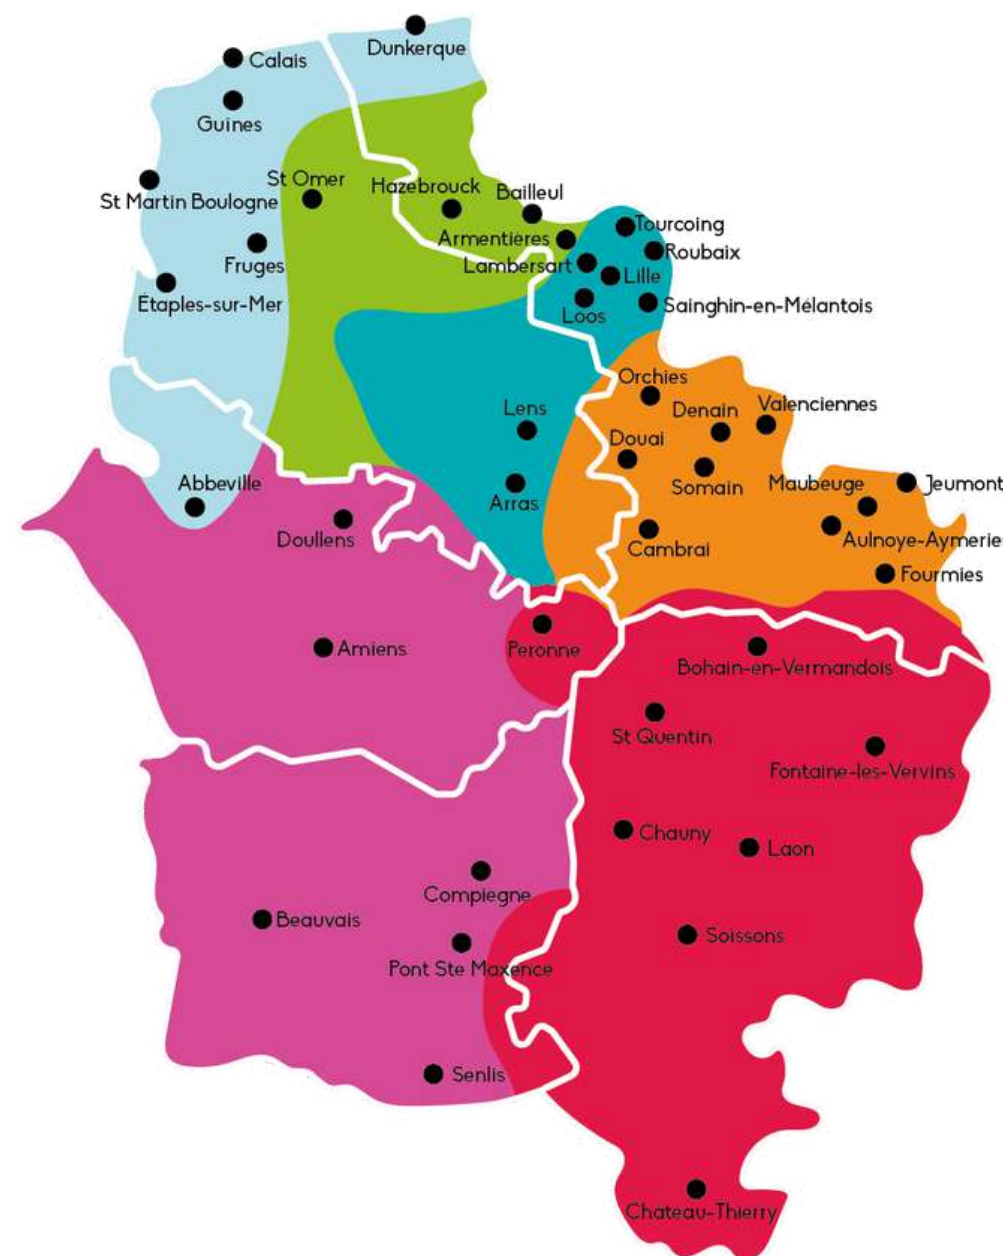 Dunkerque
Calais
Guines
St Omer
Hazebrouck
Bailleul
St Martin Boulogne
Tourcoing
Armentières
Roubaix
Fruges
Lambersart
Lille
Étaples-sur-Mer
Loos
Sainghin-en-Mélantois
Orchies
Lens
Denain
Valenciennes
Douai
Abbeville
Somain
Maubeuge
Jeumont
Arras
Doullens
Cambrai
Aulnoye-Aymerie
Fourmies
Amiens
Peronne
Bohain-en-Vermandois
St Quentin
Fontaine-les-Vervins
Chauny
Laon
Compiegne
Beauvais
Soissons
Pont Ste Maxence
Senlis
Chateau-Thierry